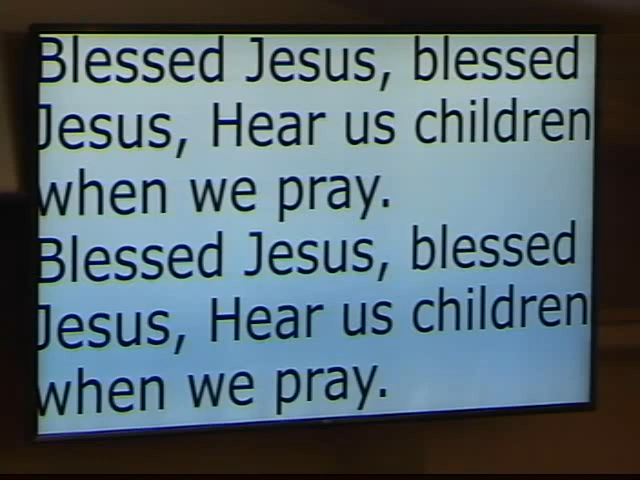 Blessed Jesus, blessed
Jesus, Hear us children
when we pray.
Blessed Jesus, blessed
Jesus, Hear us children
when we pray.